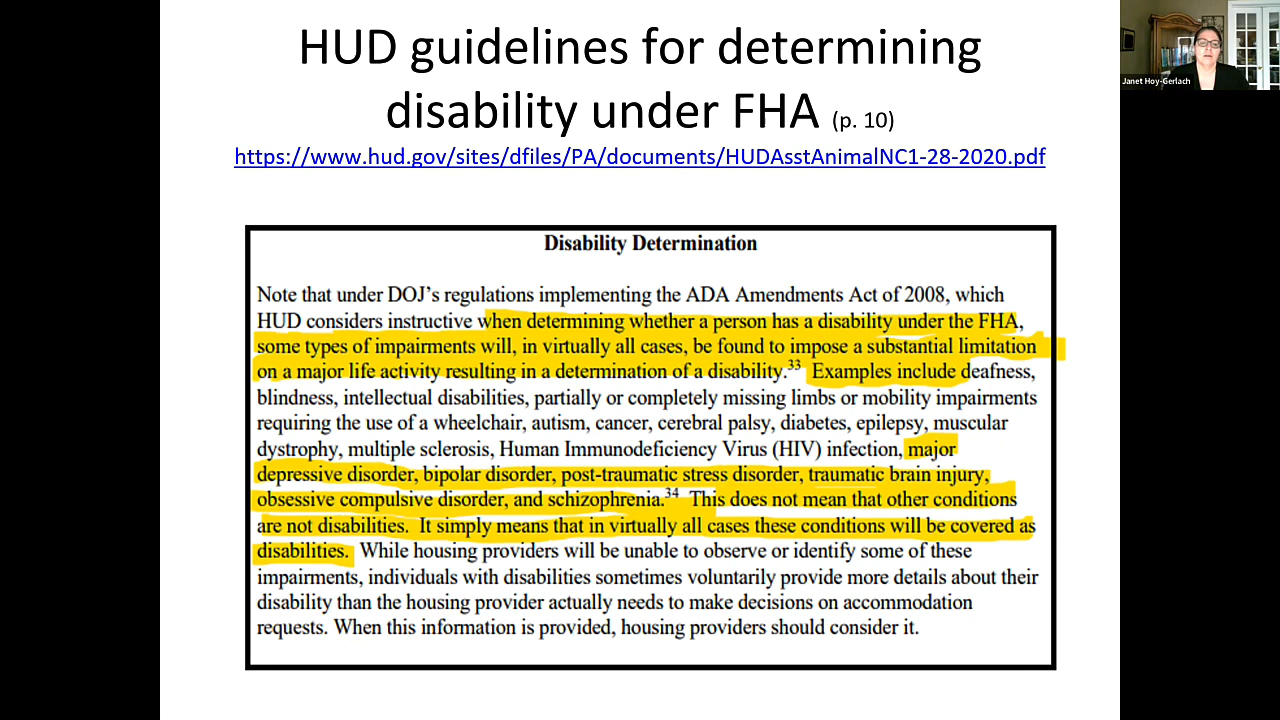 HUD guidelines for determining
disability under FHA (p. 10)
https://www.hud.gov/sites/dfiles/PA/documents/HUDAsstAnimalNC1-28-2020.pdf
Janet Hoy-Gerlach
Disability Determination
Note that under DOJ’s regulations implementing the ADA Amendments Act of 2008, which
HUD considers instructive when determining whether a person has a disability under the FHA,
some types of impairments will, in virtually all cases, be found to impose a substantial limitation
on a major life activity resulting in a determination of a disability.33 Examples include deafness,
blindness, intellectual disabilities, partially or completely missing limbs or mobility impairments
requiring the use of a wheelchair, autism, cancer, cerebral palsy, diabetes, epilepsy, muscular
dystrophy, multiple sclerosis, Human Immunodeficiency Virus (HIV) infection, major
depressive disorder, bipolar disorder, post-traumatic stress disorder, traumatic brain injury,
obsessive compulsive disorder, and schizophrenia.34 This does not mean that other conditions
are not disabilities. It simply means that in virtually all cases these conditions will be covered as
disabilities. While housing providers will be unable to observe or identify some of these
impairments, individuals with disabilities sometimes voluntarily provide more details about their
disability than the housing provider actually needs to make decisions on accommodation
requests. When this information is provided, housing providers should consider it.